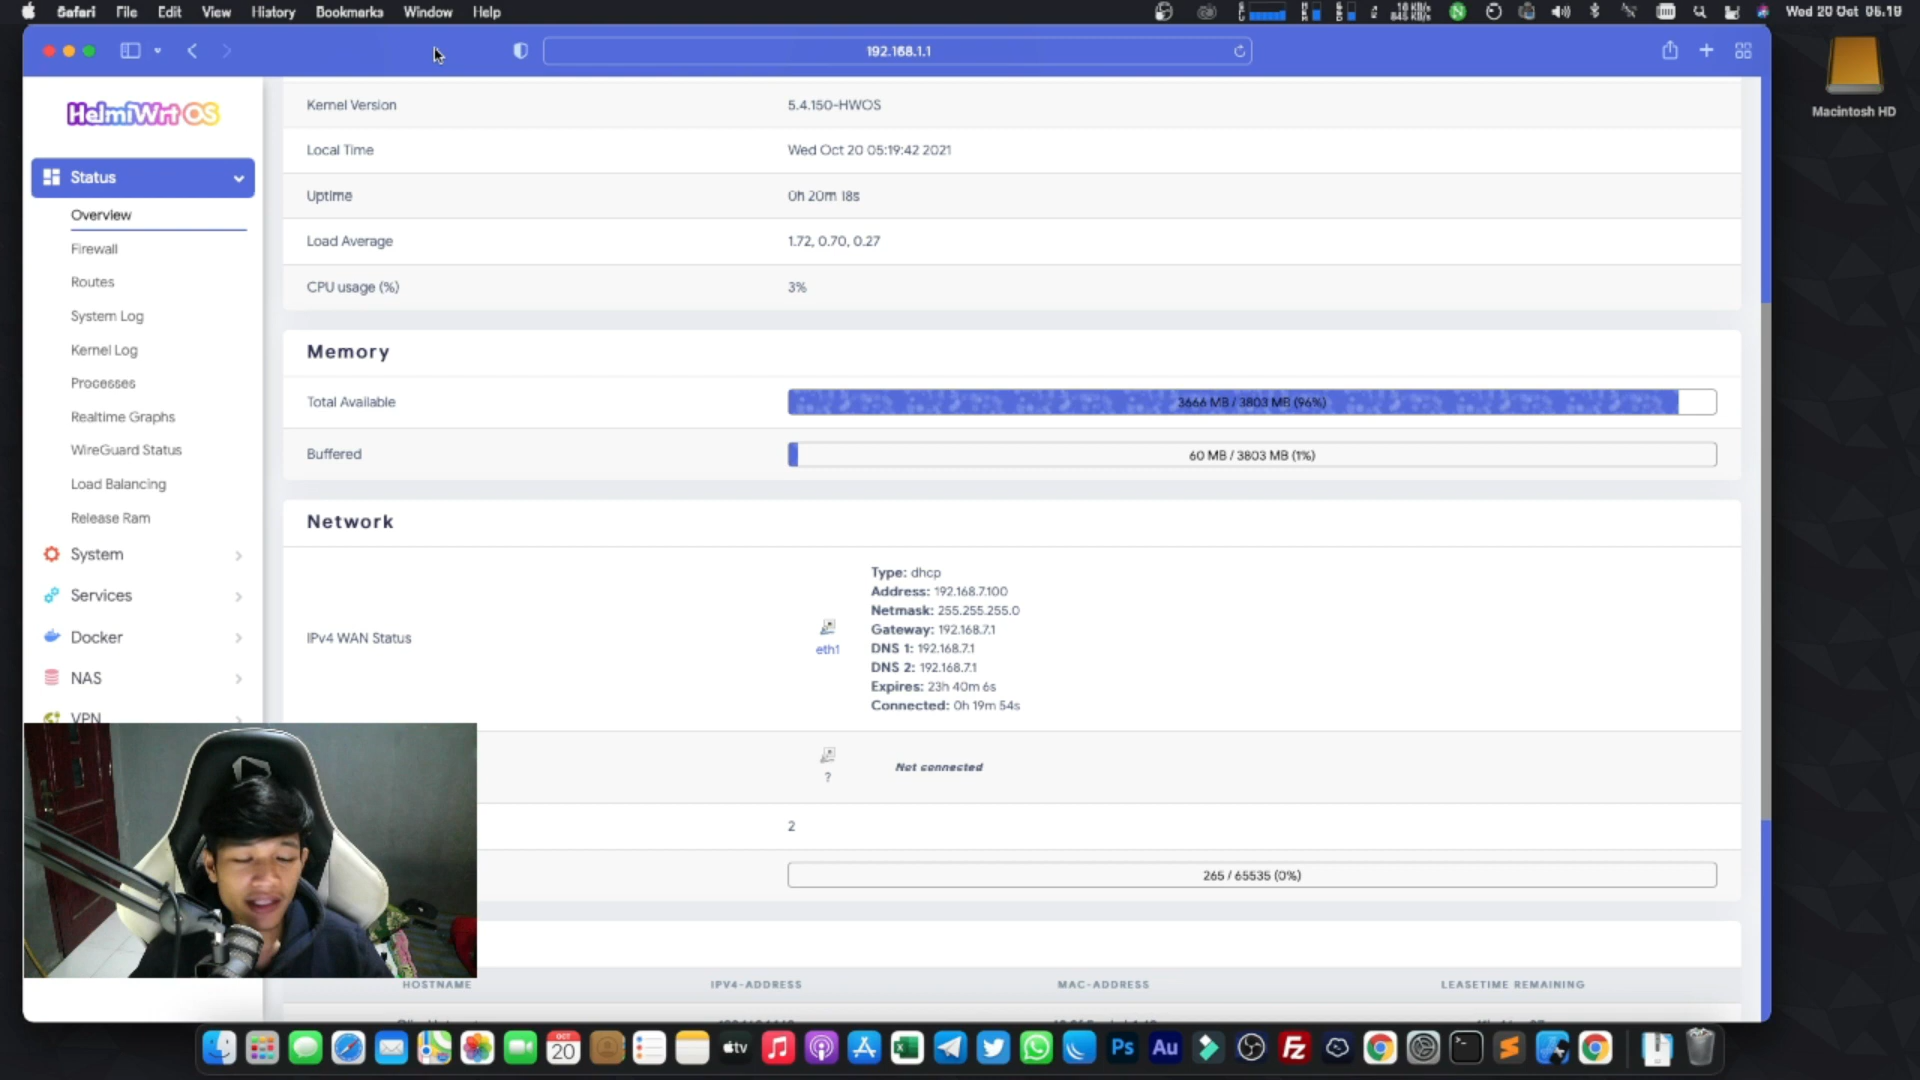 Safari File Edit View History Bookmarks Window Help
Wed 20 Oct 05.19
192.168.1.1
Macintosh HD
HelmiWrt OS
Status
Overview
Firewall
Routes
System Log
Kernel Log
Processes
Realtime Graphs
WireGuard Status
Load Balancing
Release Ram
System
Services
Docker
NAS
VPN
Kernel Version 5.4.150-HWOS
Local Time Wed Oct 20 05:19:42 2021
Uptime 0h 20m 18s
Load Average 1.72, 0.70, 0.27
CPU usage (%) 3%
Memory
Total Available 3666 MB / 3803 MB (96%)
Buffered 60 MB / 3803 MB (1%)
Network
IPv4 WAN Status
eth1
Type: dhcp
Address: 192.168.7.100
Netmask: 255.255.255.0
Gateway: 192.168.7.1
DNS 1: 192.168.7.1
DNS 2: 192.168.7.1
Expires: 23h 40m 6s
Connected: 0h 19m 54s
?
Not connected
2
265 / 65535 (0%)
HOSTNAME IPV4-ADDRESS MAC-ADDRESS LEASETIME REMAINING
OCT
20
tv
Ps
Au
Fz